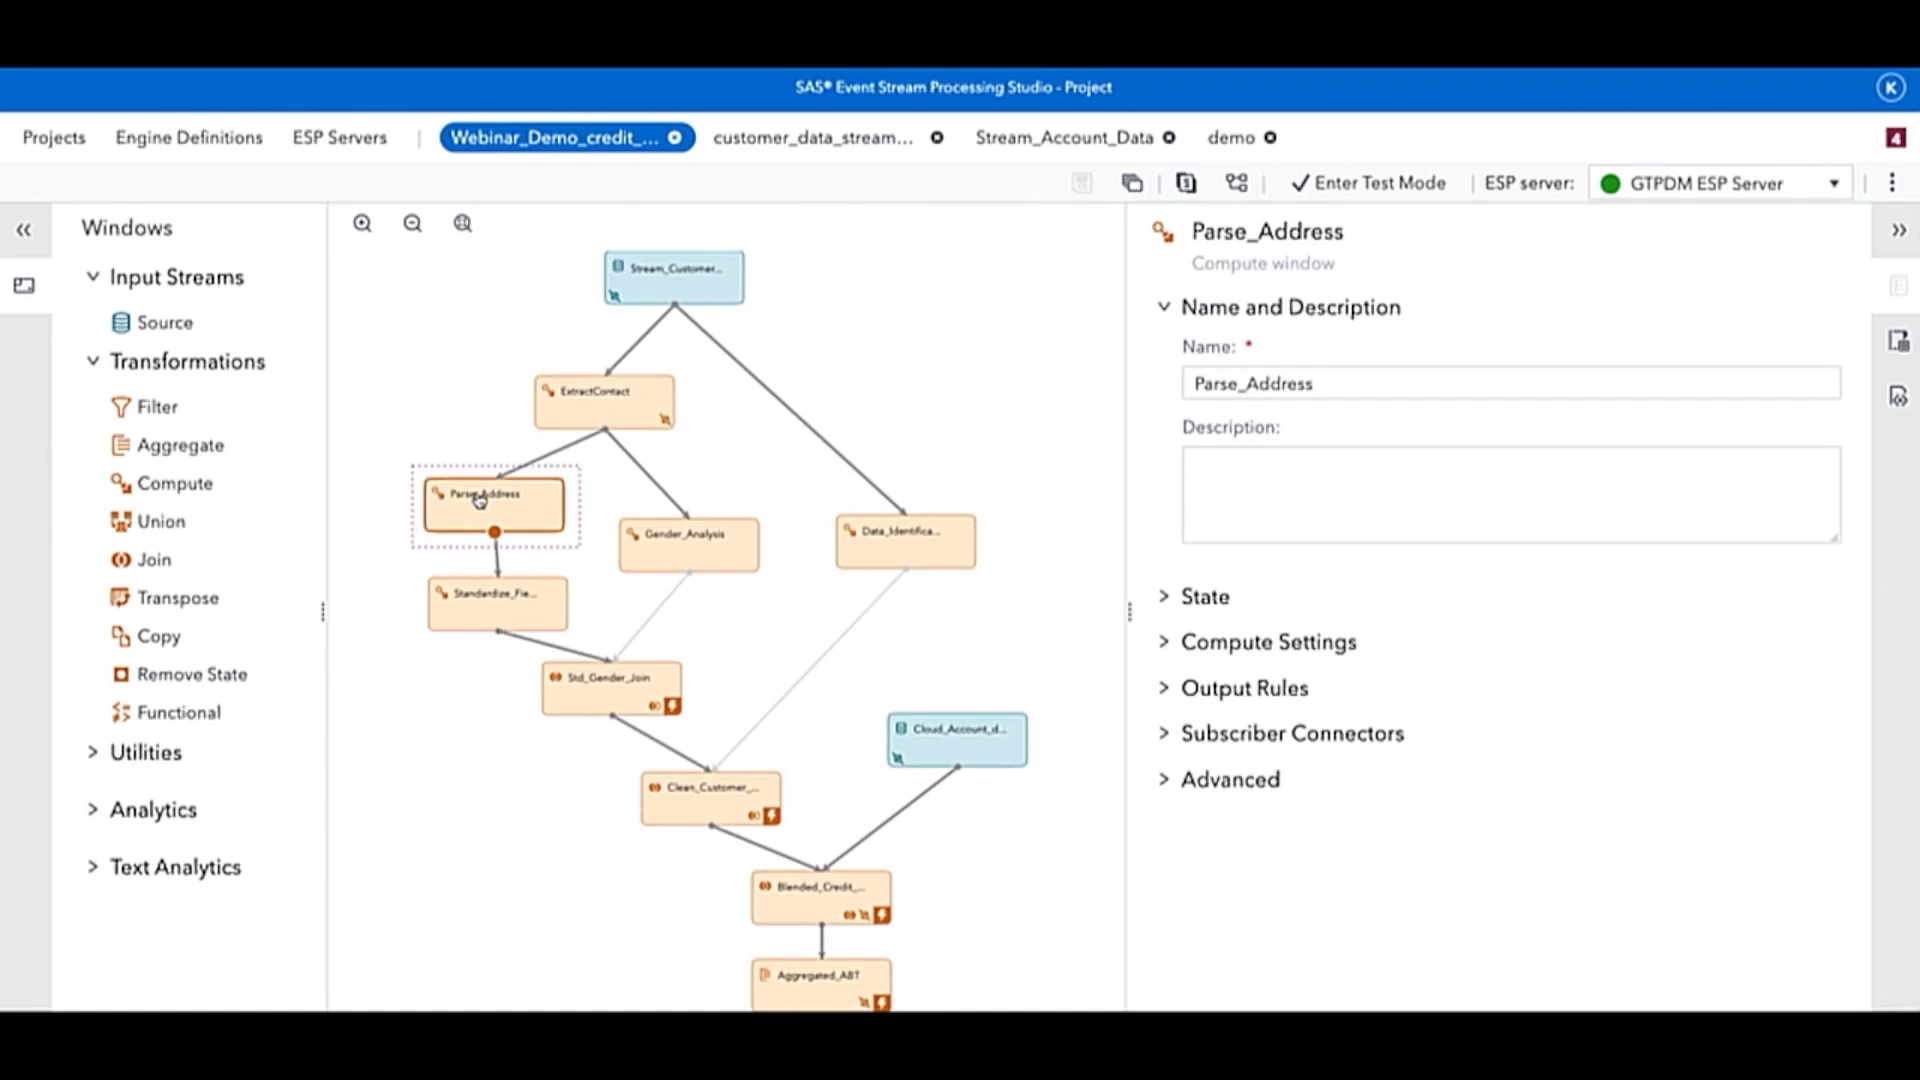 SAS® Event Stream Processing Studio - Project
K
Projects Engine Definitions ESP Servers Webinar_Demo_credit_... customer_data_stream... Stream_Account_Data demo
4
Enter Test Mode ESP server: GTPDM ESP Server
Windows
Input Streams
Source
Transformations
Filter
Aggregate
Compute
Union
Join
Transpose
Copy
Remove State
Functional
Utilities
Analytics
Text Analytics
Stream_Customer...
ExtractContact
Parse_Address
Gender_Analysis
Data_Identifica...
Standardize_Fie...
Std_Gender_Join
Cloud_Account_d...
Clean_Customer_...
Blended_Credit_...
Aggregated_ABT
Parse_Address
Compute window
Name and Description
Name: *
Parse_Address
Description:
State
Compute Settings
Output Rules
Subscriber Connectors
Advanced